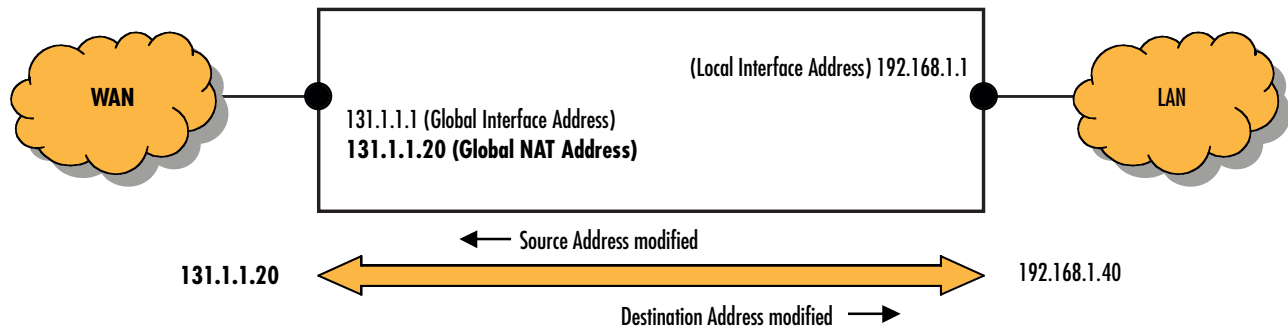 WAN
(Local Interface Address) 192.168.1.1
LAN
131.1.1.1 (Global Interface Address)
131.1.1.20 (Global NAT Address)
Source Address modified
131.1.1.20
192.168.1.40
Destination Address modified